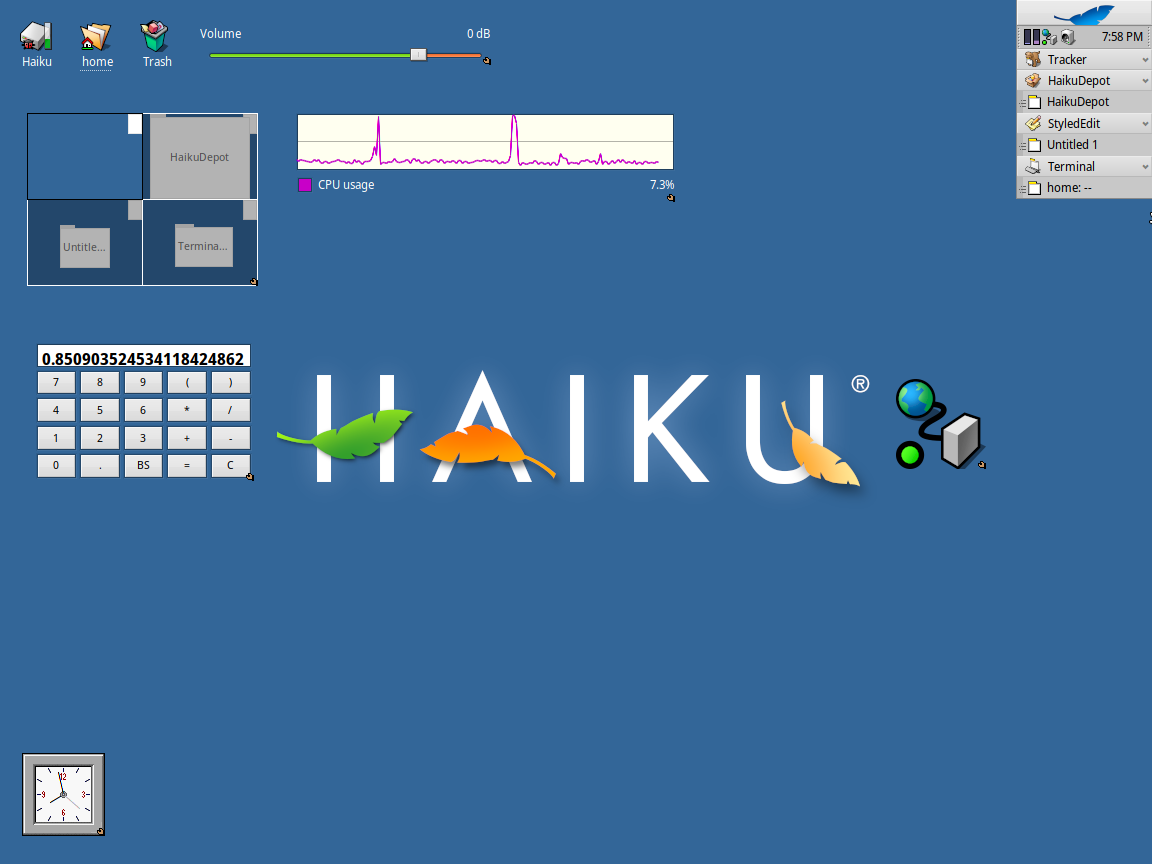 Haiku
home
Trash
Volume
0 dB
7:58 PM
Tracker
HaikuDepot
HaikuDepot
StyledEdit
Untitled 1
Terminal
home: --
HaikuDepot
Untitle...
Termina...
CPU usage
7.3%
0.850903524534118424862
7 8 9 ( )
4 5 6 * /
1 2 3 + -
0 . BS = C
HAIKU®
12
3
6
9